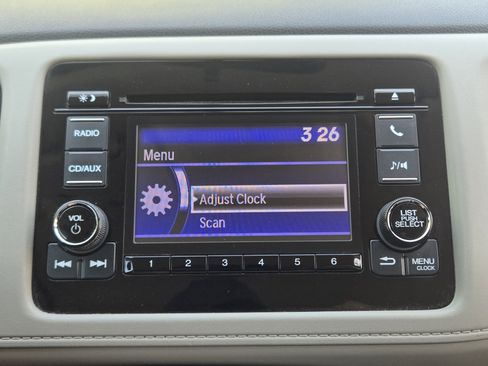 3 26
Menu
Adjust Clock
Scan
RADIO
CD/AUX
VOL
LIST
PUSH
SELECT
MENU
CLOCK
1 2 3 4 5 6